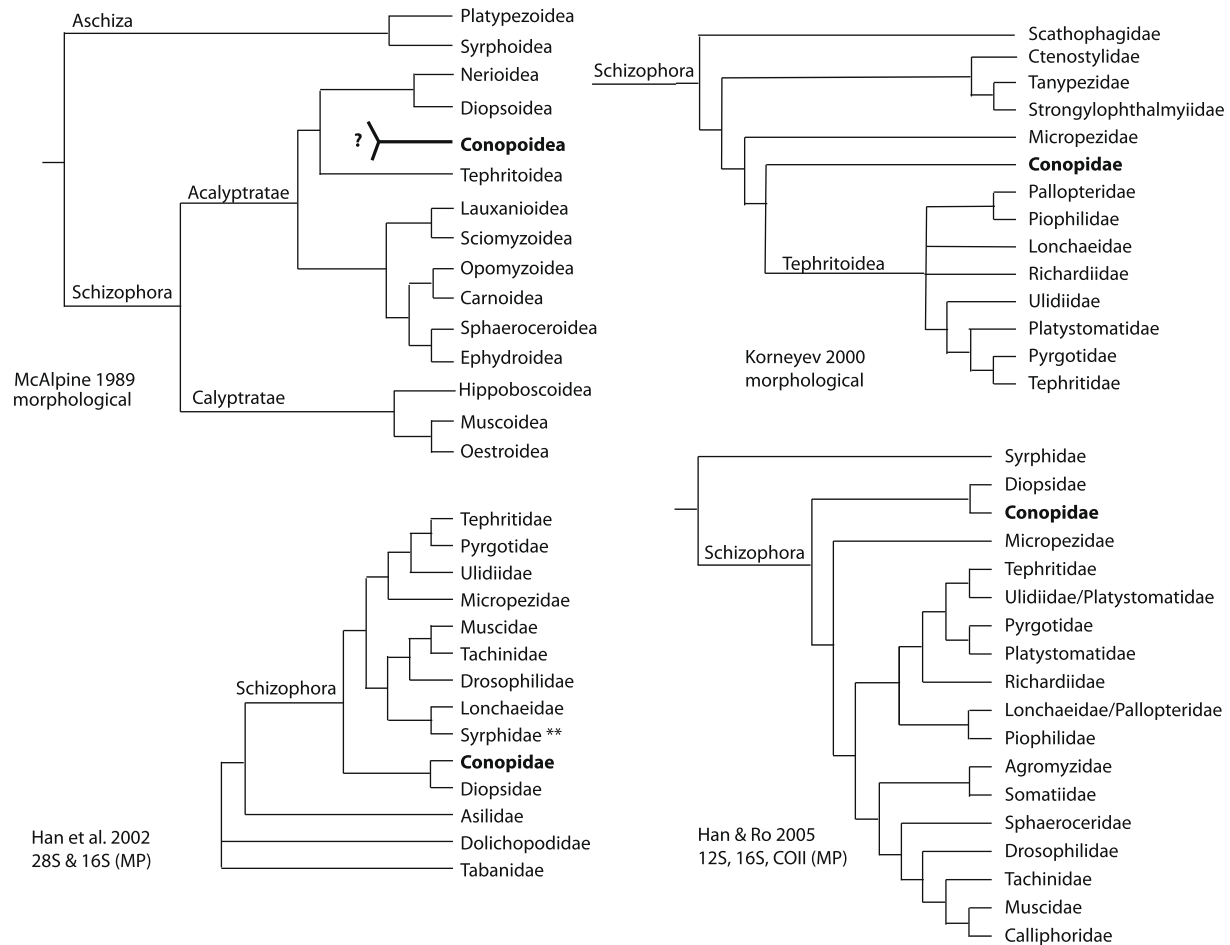 Aschiza
Platypezoidea
Syrphoidea
Nerioidea
Diopsoidea
?
Conopoidea
Tephritoidea
Acalyptratae
Lauxanioidea
Sciomyzoidea
Opomyzoidea
Carnoidea
Schizophora
Sphaeroceroidea
Ephydroidea
McAlpine 1989
morphological
Calyptratae
Hippoboscoidea
Muscoidea
Oestroidea
Schizophora
Scathophagidae
Ctenostylidae
Tanypezidae
Strongylophthalmyiidae
Micropezidae
Conopidae
Pallopteridae
Piophilidae
Lonchaeidae
Tephritoidea
Richardiidae
Ulidiidae
Platystomatidae
Pyrgotidae
Tephritidae
Korneyev 2000
morphological
Tephritidae
Pyrgotidae
Ulidiidae
Micropezidae
Muscidae
Tachinidae
Drosophilidae
Schizophora
Lonchaeidae
Syrphidae **
Conopidae
Diopsidae
Asilidae
Dolichopodidae
Tabanidae
Han et al. 2002
28S & 16S (MP)
Syrphidae
Diopsidae
Conopidae
Schizophora
Micropezidae
Tephritidae
Ulidiidae/Platystomatidae
Pyrgotidae
Platystomatidae
Richardiidae
Lonchaeidae/Pallopteridae
Piophilidae
Agromyzidae
Somatiidae
Sphaeroceridae
Drosophilidae
Tachinidae
Muscidae
Calliphoridae
Han & Ro 2005
12S, 16S, COII (MP)